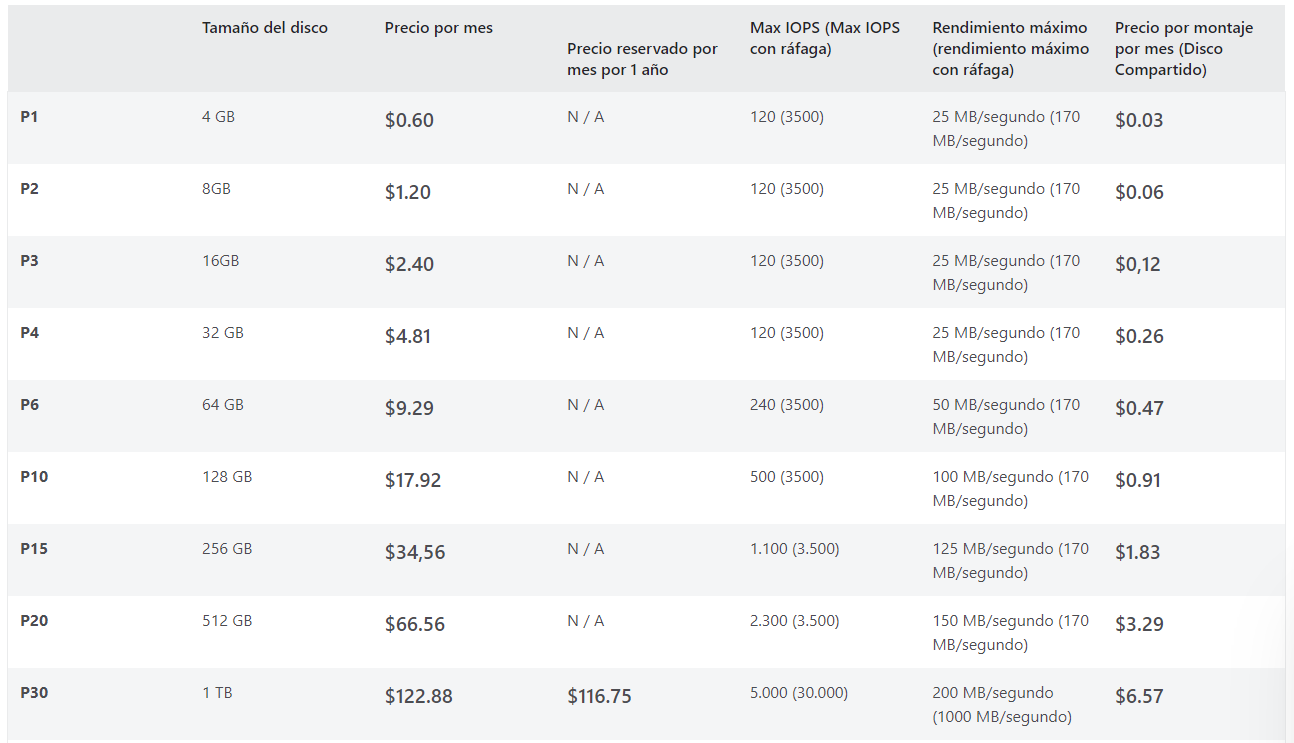 Tamaño del disco Precio por mes Precio reservado por mes por 1 año Max IOPS (Max IOPS con ráfaga) Rendimiento máximo (rendimiento máximo con ráfaga) Precio por montaje por mes (Disco Compartido)
P1 4 GB $0.60 N / A 120 (3500) 25 MB/segundo (170 MB/segundo) $0.03
P2 8GB $1.20 N / A 120 (3500) 25 MB/segundo (170 MB/segundo) $0.06
P3 16GB $2.40 N / A 120 (3500) 25 MB/segundo (170 MB/segundo) $0,12
P4 32 GB $4.81 N / A 120 (3500) 25 MB/segundo (170 MB/segundo) $0.26
P6 64 GB $9.29 N / A 240 (3500) 50 MB/segundo (170 MB/segundo) $0.47
P10 128 GB $17.92 N / A 500 (3500) 100 MB/segundo (170 MB/segundo) $0.91
P15 256 GB $34,56 N / A 1.100 (3.500) 125 MB/segundo (170 MB/segundo) $1.83
P20 512 GB $66.56 N / A 2.300 (3.500) 150 MB/segundo (170 MB/segundo) $3.29
P30 1 TB $122.88 $116.75 5.000 (30.000) 200 MB/segundo (1000 MB/segundo) $6.57